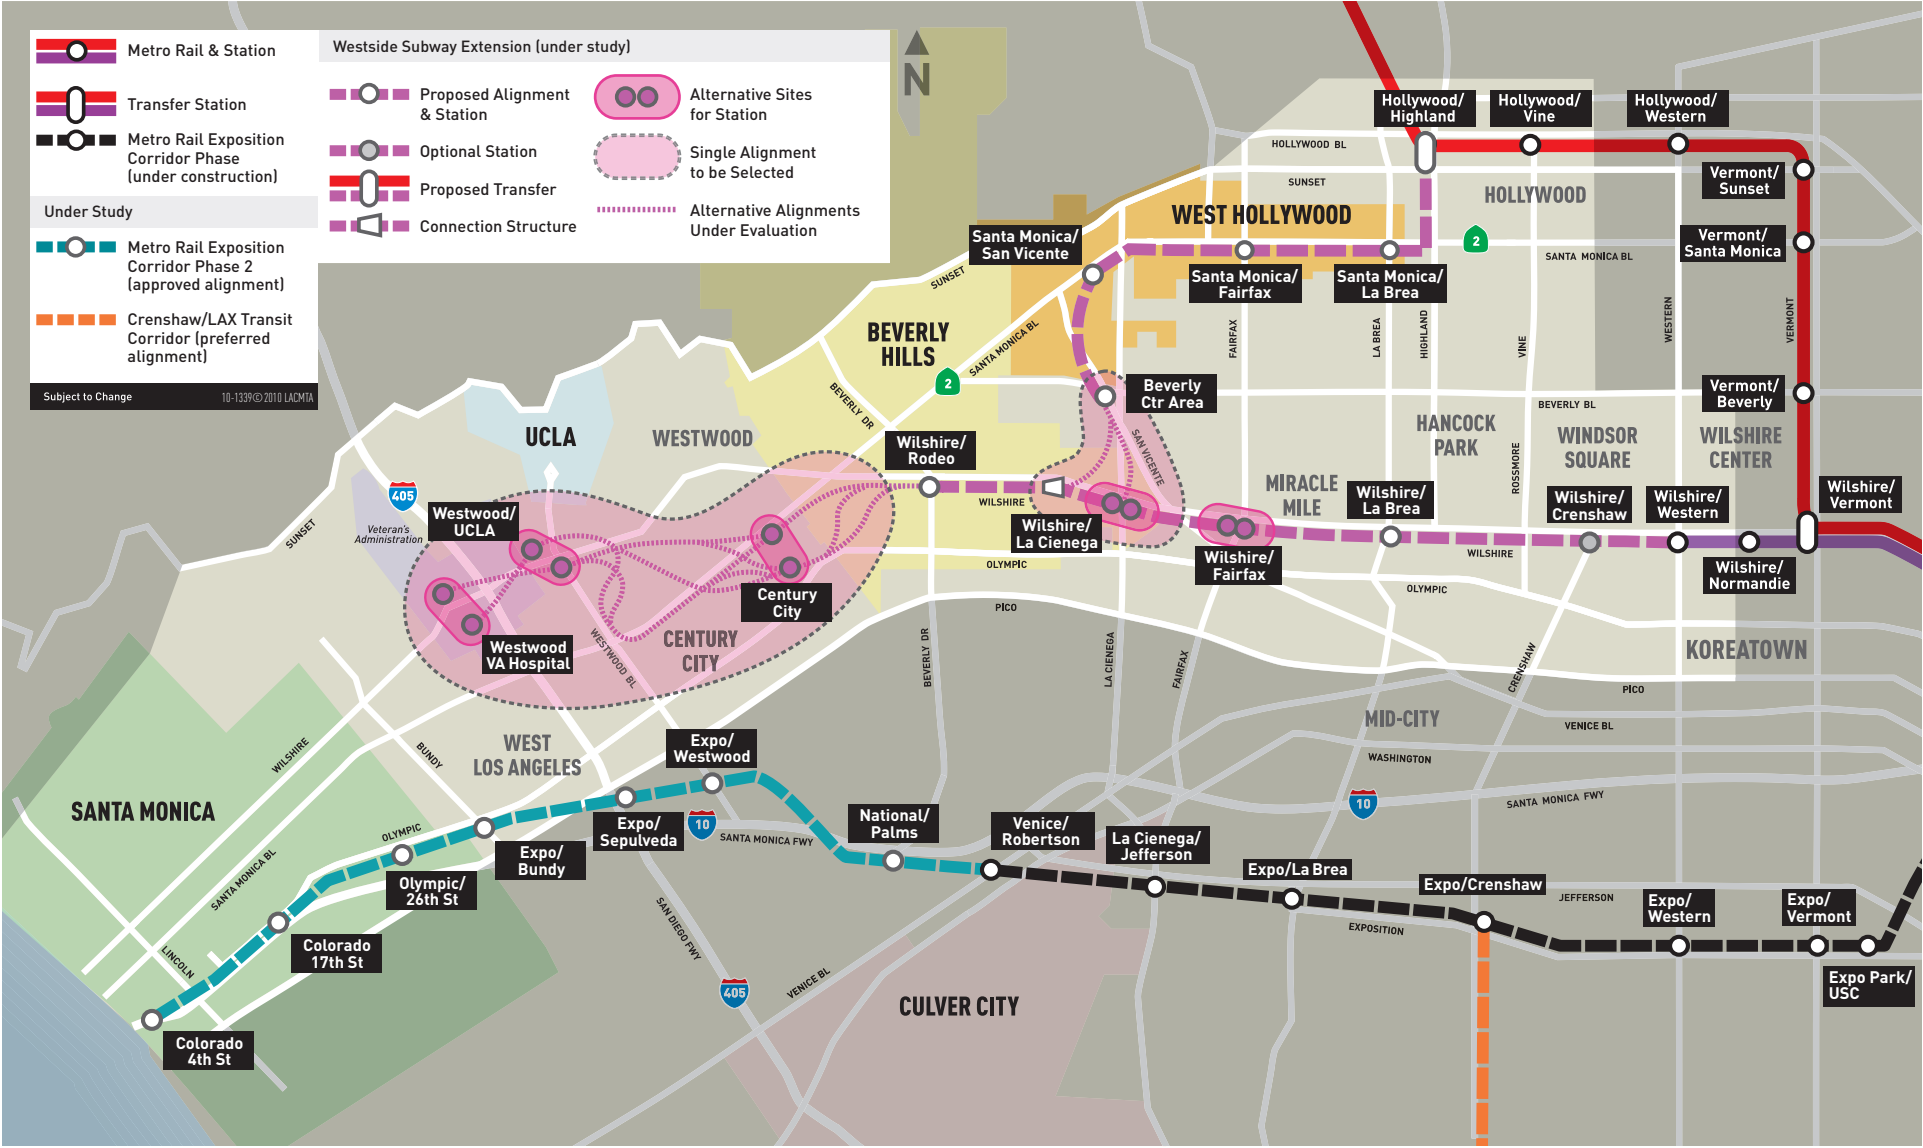 Metro Rail & Station
Transfer Station
Metro Rail Exposition
Corridor Phase
(under construction)
Under Study
Metro Rail Exposition
Corridor Phase 2
(approved alignment)
Crenshaw/LAX Transit
Corridor (preferred
alignment)
Subject to Change
10-1339©2010 LACMTA
Westside Subway Extension (under study)
Proposed Alignment
& Station
Optional Station
Proposed Transfer
Connection Structure
Alternative Sites
for Station
Single Alignment
to be Selected
Alternative Alignments
Under Evaluation
N
Hollywood/
Highland
Hollywood/
Vine
Hollywood/
Western
HOLLYWOOD BL
SUNSET
Vermont/
Sunset
HOLLYWOOD
WEST HOLLYWOOD
Santa Monica/
San Vicente
2
Vermont/
Santa Monica
SANTA MONICA BL
Santa Monica/
Fairfax
Santa Monica/
La Brea
SUNSET
FAIRFAX
LA BREA
HIGHLAND
VINE
WESTERN
VERMONT
BEVERLY
HILLS
SANTA MONICA BL
2
BEVERLY DR
Beverly
Ctr Area
Vermont/
Beverly
BEVERLY BL
HANCOCK
PARK
WINDSOR
SQUARE
WILSHIRE
CENTER
UCLA
WESTWOOD
Wilshire/
Rodeo
SAN VICENTE
ROSSMORE
MIRACLE
MILE
405
Wilshire/
La Brea
Wilshire/
Crenshaw
Wilshire/
Western
Wilshire/
Vermont
WILSHIRE
Westwood/
UCLA
Veteran's
Administration
SUNSET
Wilshire/
La Cienega
Wilshire/
Fairfax
WILSHIRE
Wilshire/
Normandie
OLYMPIC
OLYMPIC
Century
City
PICO
Westwood
VA Hospital
WESTWOOD BL
CENTURY
CITY
BEVERLY DR
LA CIENEGA
FAIRFAX
CRENSHAW
KOREATOWN
PICO
MID-CITY
VENICE BL
WASHINGTON
WEST
LOS ANGELES
Expo/
Westwood
WILSHIRE
BUNDY
SANTA MONICA
10
SANTA MONICA FWY
Expo/
Sepulveda
10
SANTA MONICA FWY
National/
Palms
Venice/
Robertson
La Cienega/
Jefferson
OLYMPIC
Expo/
Bundy
Expo/La Brea
Expo/Crenshaw
JEFFERSON
Expo/
Western
Expo/
Vermont
SANTA MONICA BL
Olympic/
26th St
EXPOSITION
SAN DIEGO FWY
Colorado
17th St
LINCOLN
405
VENICE BL
CULVER CITY
Expo Park/
USC
Colorado
4th St